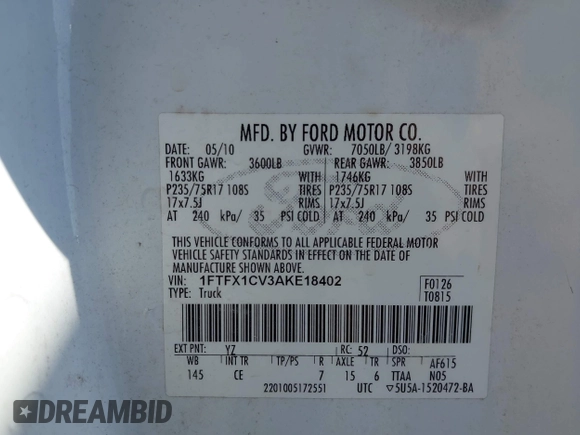 MFD. BY FORD MOTOR CO.
DATE: 05/10 GVWR: 7050LB/ 3198KG
FRONT GAWR: 3600LB REAR GAWR: 3850LB
1633KG WITH 1746KG WITH
P235/75R17 108S TIRES P235/75R17 108S TIRES
17x7.5J RIMS 17x7.5J RIMS
AT 240 kPa/ 35 PSI COLD AT 240 kPa/ 35 PSI COLD
THIS VEHICLE CONFORMS TO ALL APPLICABLE FEDERAL MOTOR
VEHICLE SAFETY STANDARDS IN EFFECT ON THE DATE OF
MANUFACTURE SHOWN ABOVE.
VIN: 1FTFX1CV3AKE18402
TYPE: Truck
F0126
T0815
EXT PNT: YZ RC: 52 DSO:
WB INT TR TP/PS R AXLE TR SPR AF615
145 CE 7 15 6 TTAA N05
2201005172551 UTC ▽5U5A-1520472-BA
Ford
DREAMBID